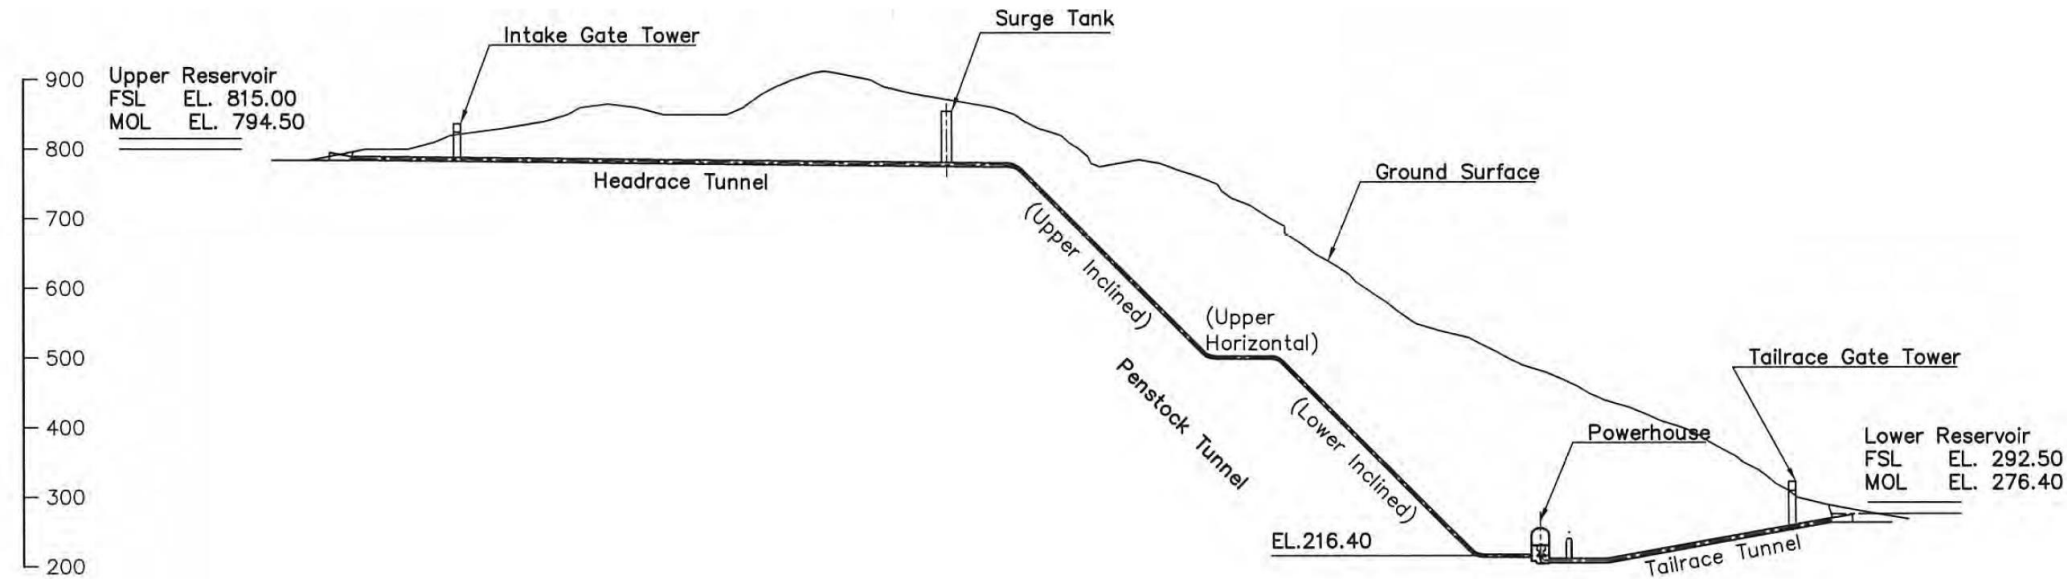 Surge Tank
Intake Gate Tower
900
Upper Reservoir
FSL EL. 815.00
MOL EL. 794.50
800
Headrace Tunnel
Ground Surface
700
(Upper Inclined)
600
(Upper
Horizontal)
500
Penstock Tunnel
Tailrace Gate Tower
400
(Lower Inclined)
Powerhouse
Lower Reservoir
FSL EL. 292.50
MOL EL. 276.40
300
EL.216.40
Tailrace Tunnel
200